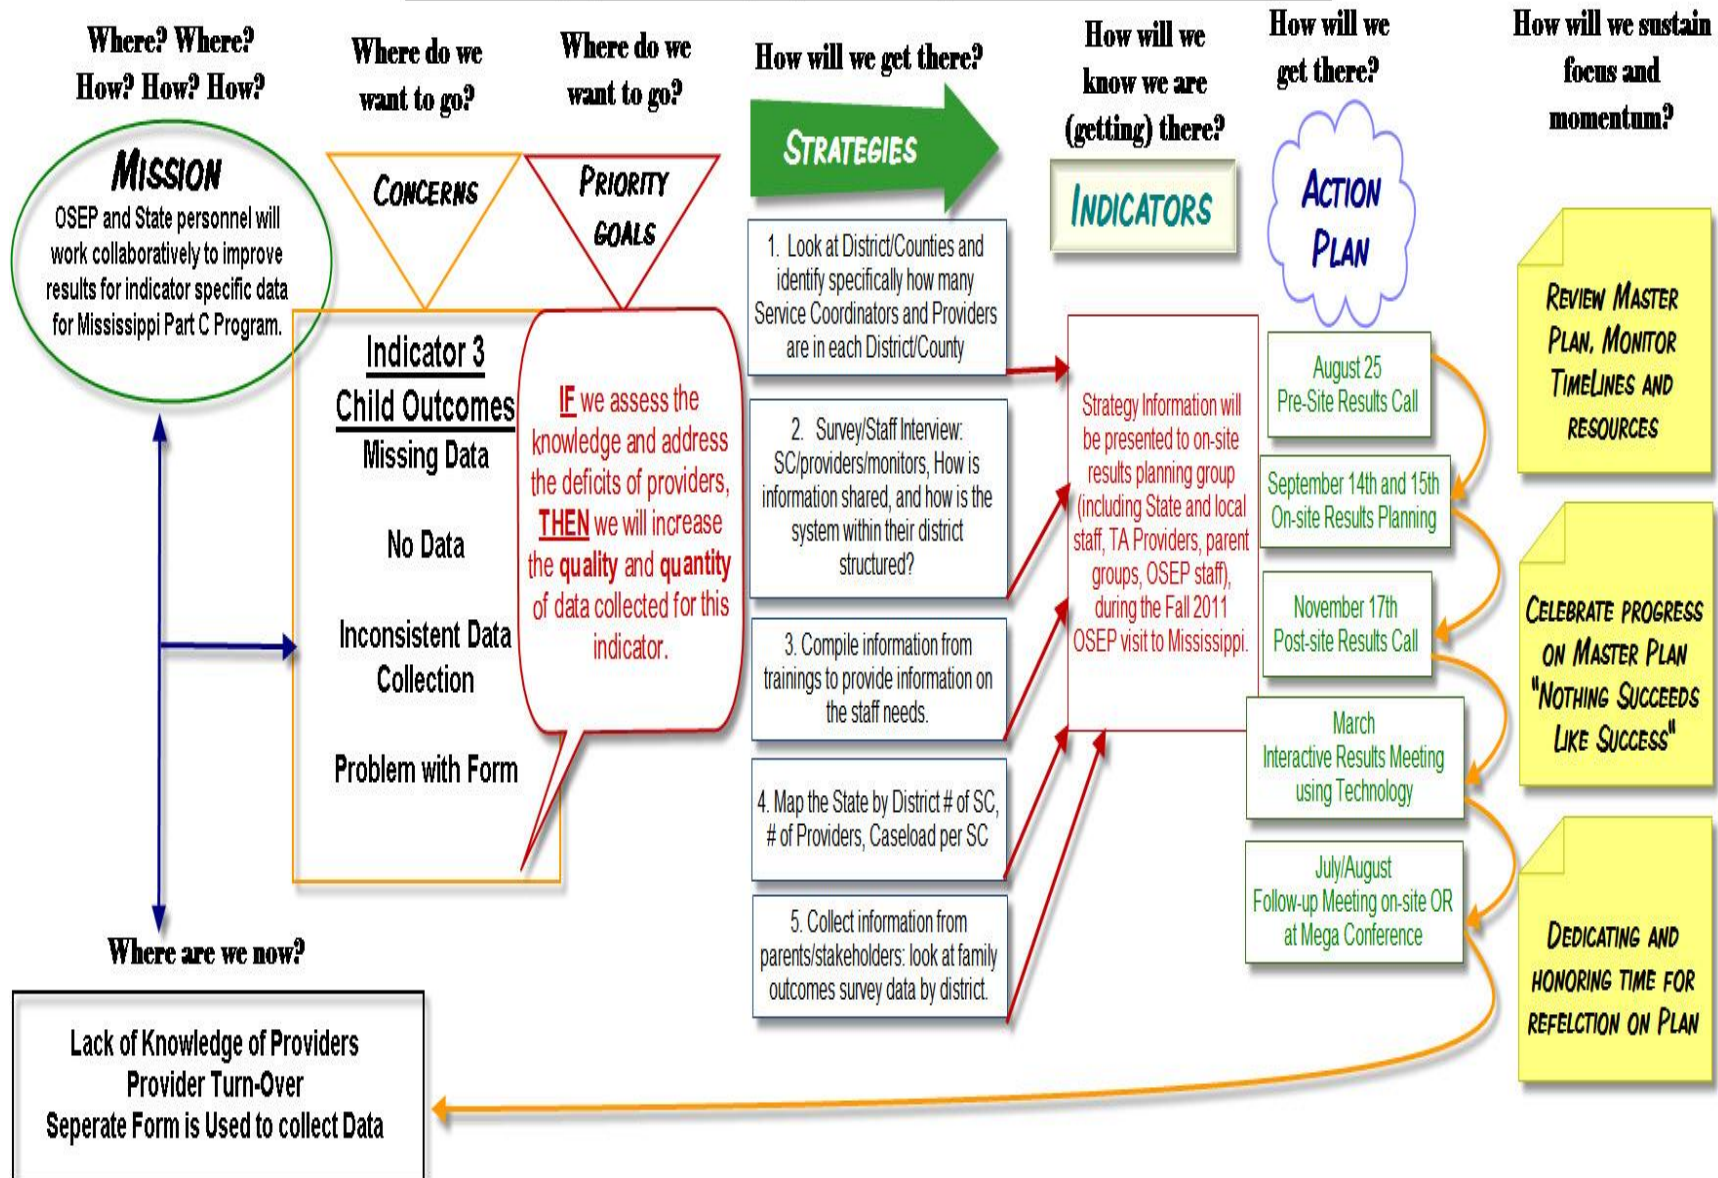 Where? Where?
How? How? How?
MISSION
OSEP and State personnel will
work collaboratively to improve
results for indicator specific data
for Mississippi Part C Program.
Where are we now?
Lack of Knowledge of Providers
Provider Turn-Over
Seperate Form is Used to collect Data
Where do we
want to go?
CONCERNS
Indicator 3
Child Outcomes
Missing Data
No Data
Inconsistent Data
Collection
Problem with Form
Where do we
want to go?
PRIORITY
GOALS
IF we assess the
knowledge and address
the deficits of providers,
THEN we will increase
the quality and quantity
of data collected for this
indicator.
How will we get there?
STRATEGIES
1. Look at District/Counties and
identify specifically how many
Service Coordinators and Providers
are in each District/County
2. Survey/Staff Interview:
SC/providers/monitors, How is
information shared, and how is the
system within their district
structured?
3. Compile information from
trainings to provide information on
the staff needs.
4. Map the State by District # of SC,
# of Providers, Caseload per SC
5. Collect information from
parents/stakeholders: look at family
outcomes survey data by district.
How will we
know we are
(getting) there?
INDICATORS
Strategy Information will
be presented to on-site
results planning group
(including State and local
staff, TA Providers, parent
groups, OSEP staff),
during the Fall 2011
OSEP visit to Mississippi.
How will we
get there?
ACTION
PLAN
August 25
Pre-Site Results Call
September 14th and 15th
On-site Results Planning
November 17th
Post-site Results Call
March
Interactive Results Meeting
using Technology
July/August
Follow-up Meeting on-site OR
at Mega Conference
How will we sustain
focus and
momentum?
REVIEW MASTER
PLAN, MONITOR
TIMELINES AND
RESOURCES
CELEBRATE PROGRESS
ON MASTER PLAN
"NOTHING SUCCEEDS
LIKE SUCCESS"
DEDICATING AND
HONORING TIME FOR
REFELCTION ON PLAN